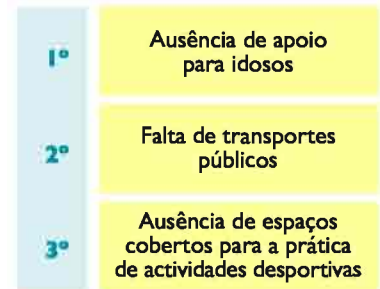 1º
Ausência de apoio
para idosos
2º
Falta de transportes
públicos
3º
Ausência de espaços
cobertos para a prática
de actividades desportivas